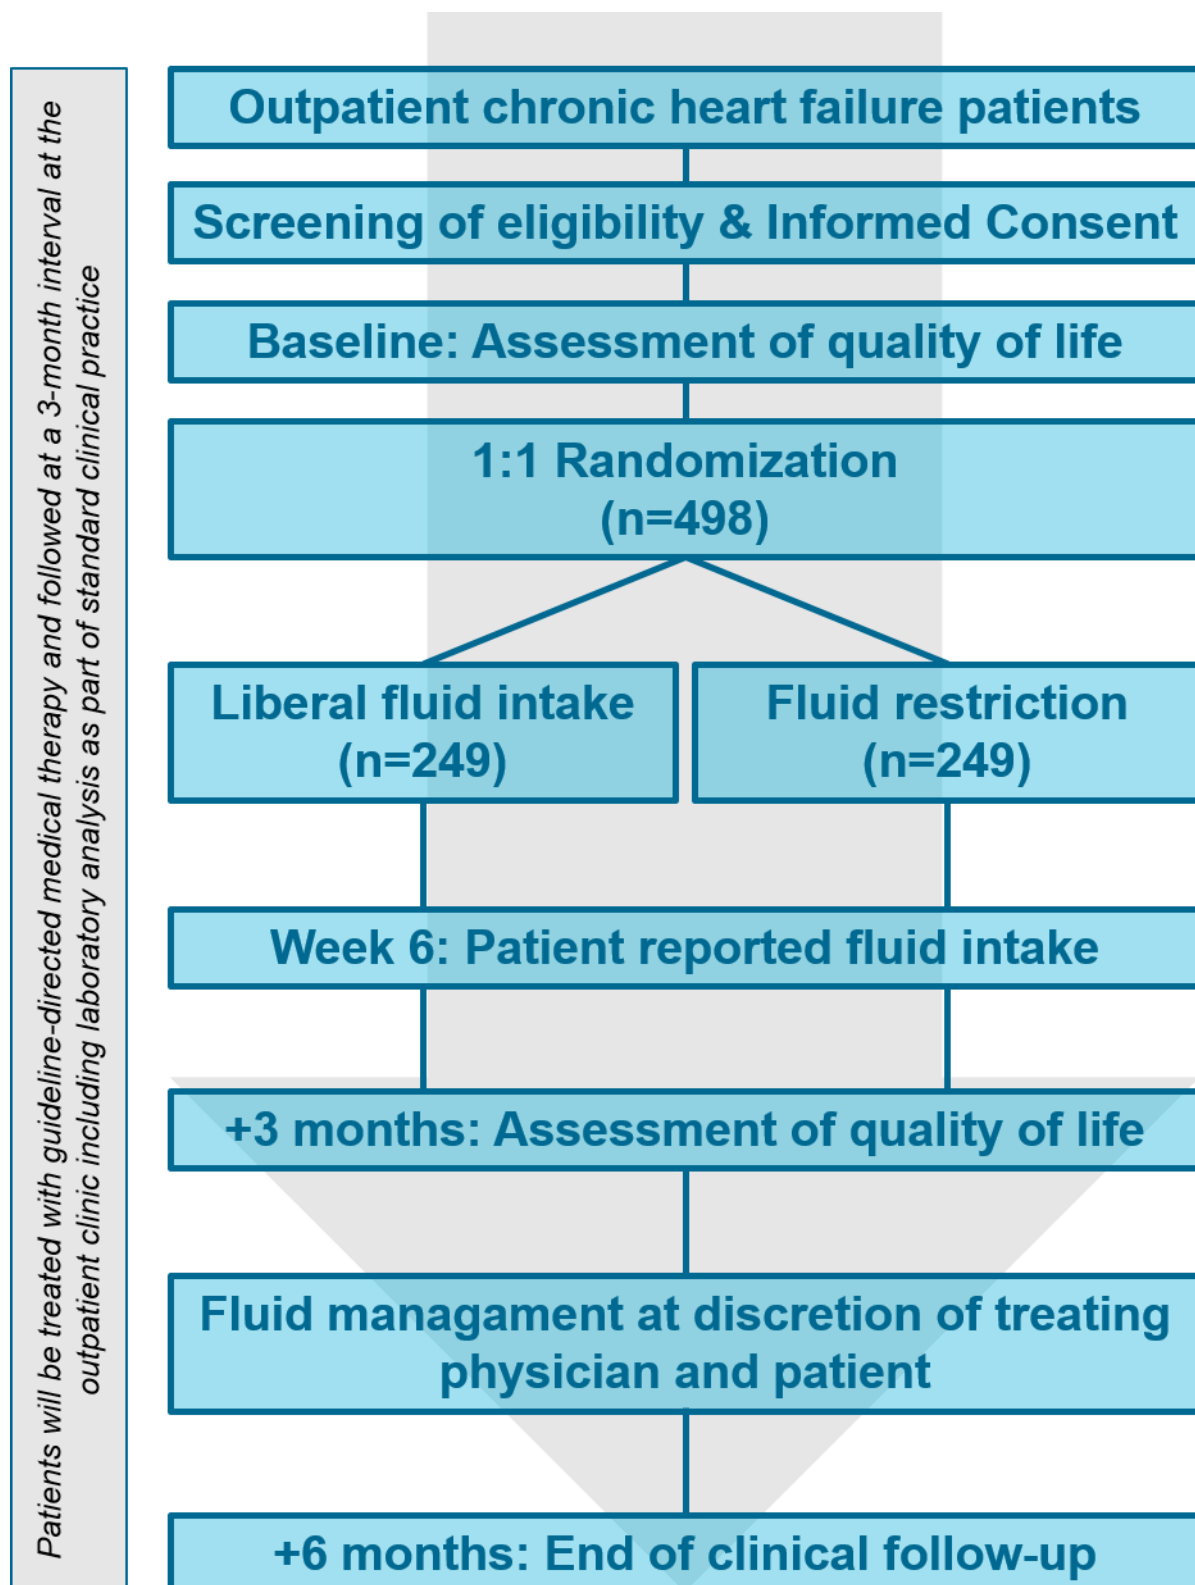 Patients will be treated with guideline-directed medical therapy and followed at a 3-month interval at the
outpatient clinic including laboratory analysis as part of standard clinical practice
Outpatient chronic heart failure patients
Screening of eligibility & Informed Consent
Baseline: Assessment of quality of life
1:1 Randomization
(n=498)
Liberal fluid intake
(n=249)
Fluid restriction
(n=249)
Week 6: Patient reported fluid intake
+3 months: Assessment of quality of life
Fluid managament at discretion of treating
physician and patient
+6 months: End of clinical follow-up